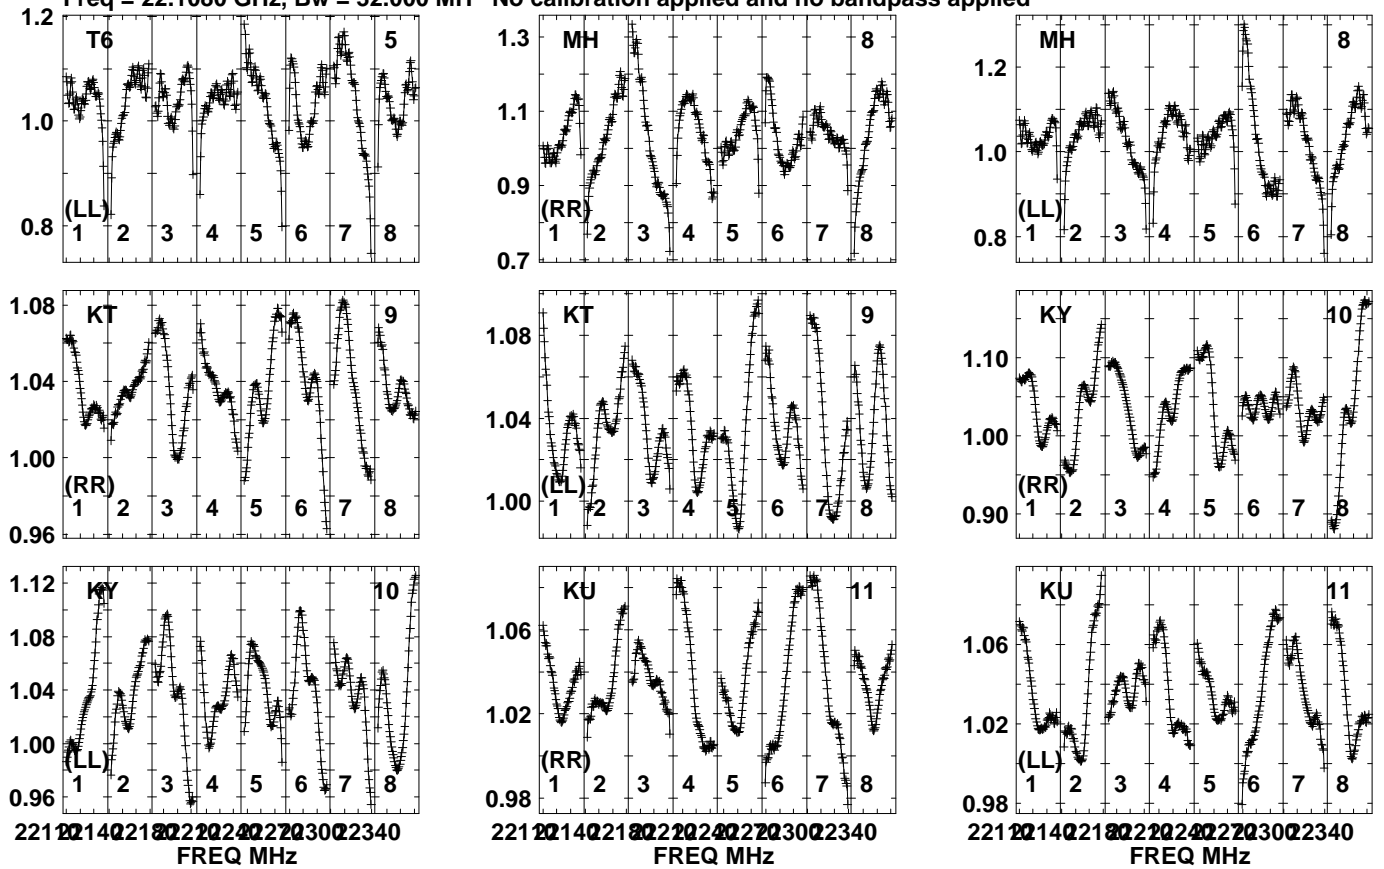 Freq = 22.1080 GHz, Bw = 32.000 MH No calibration applied and no bandpass applied
1.2 T6 5
1.0
0.8 (LL)
1 2 3 4 5 6 7 8
1.3 MH 8
1.1
0.9
0.7 (RR)
1 2 3 4 5 6 7 8
1.2 MH 8
1.0
0.8 (LL)
1 2 3 4 5 6 7 8
1.08 KT 9
1.04
1.00
0.96 (RR)
1 2 3 4 5 6 7 8
1.08 KT 9
1.04
1.00 (LL)
1 2 3 4 5 6 7 8
1.10 KY 10
1.00
0.90 (RR)
1 2 3 4 5 6 7 8
1.12 KY 10
1.08
1.04
1.00
0.96 (LL)
1 2 3 4 5 6 7 8
1.06 KU 11
1.02
0.98 (RR)
1 2 3 4 5 6 7 8
1.06 KU 11
1.02
0.98 (LL)
1 2 3 4 5 6 7 8
FREQ MHz FREQ MHz FREQ MHz